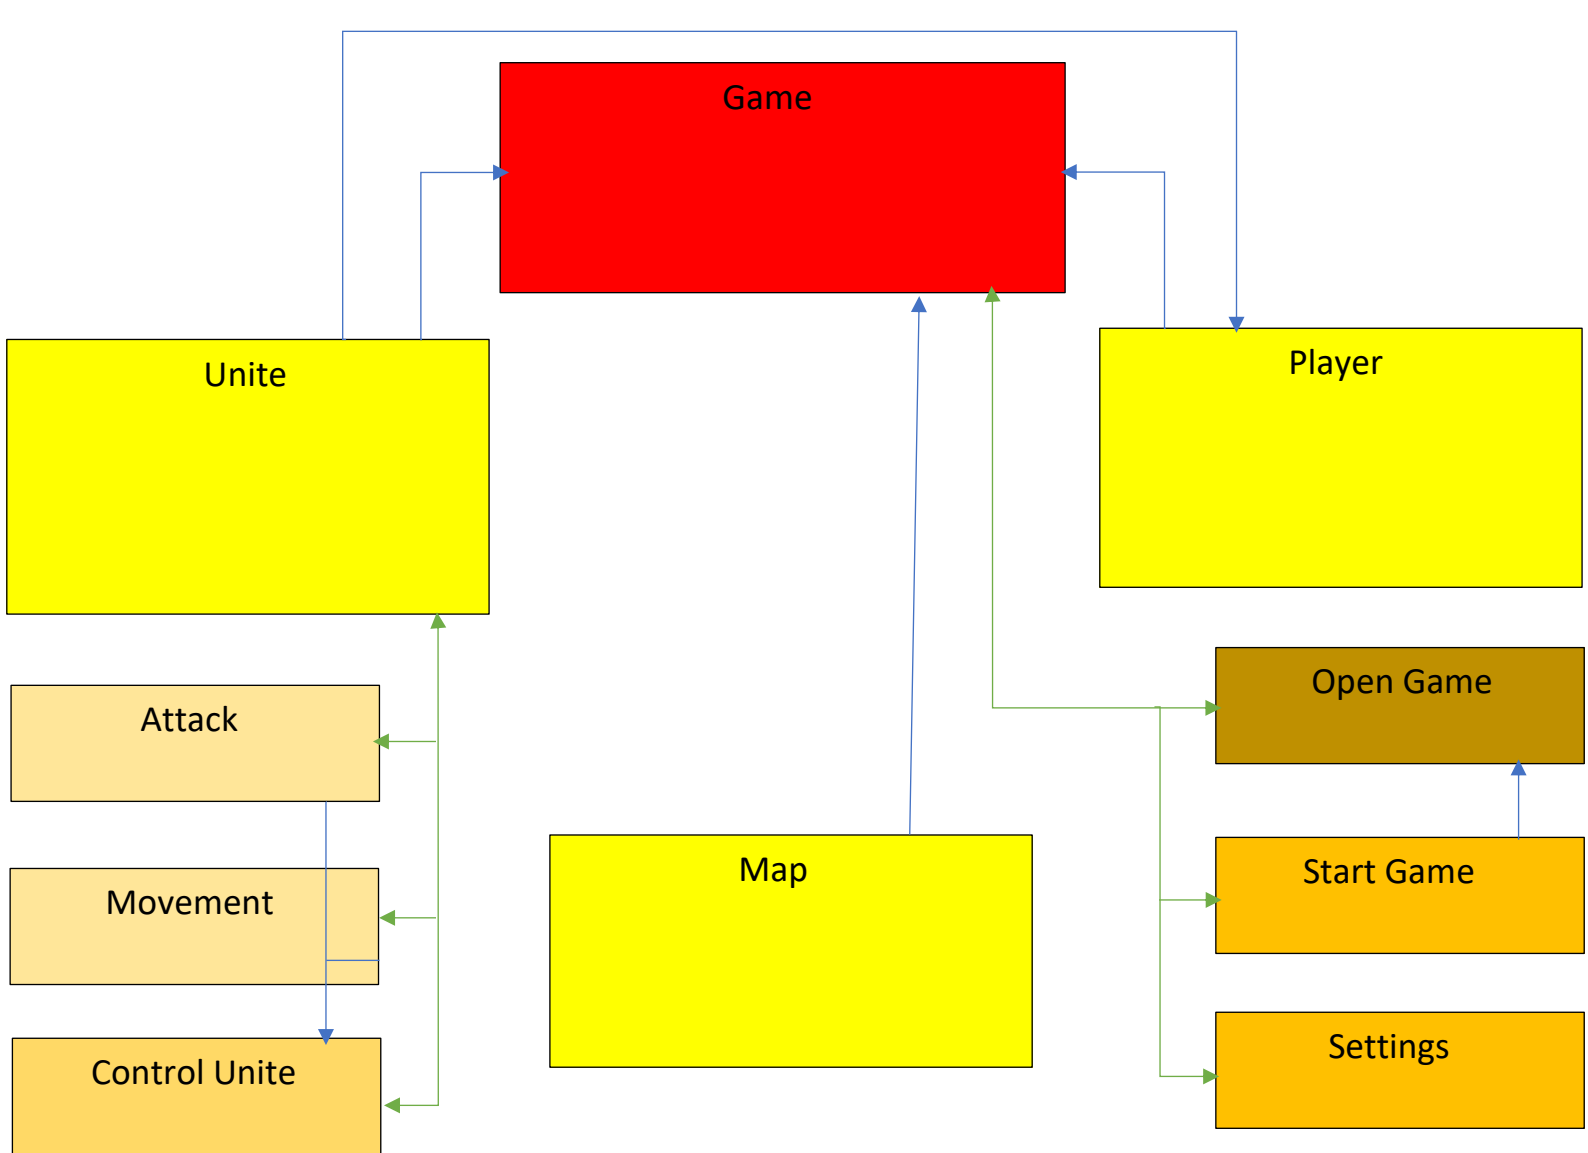 Game
Unite
Player
Attack
Movement
Control Unite
Map
Open Game
Start Game
Settings